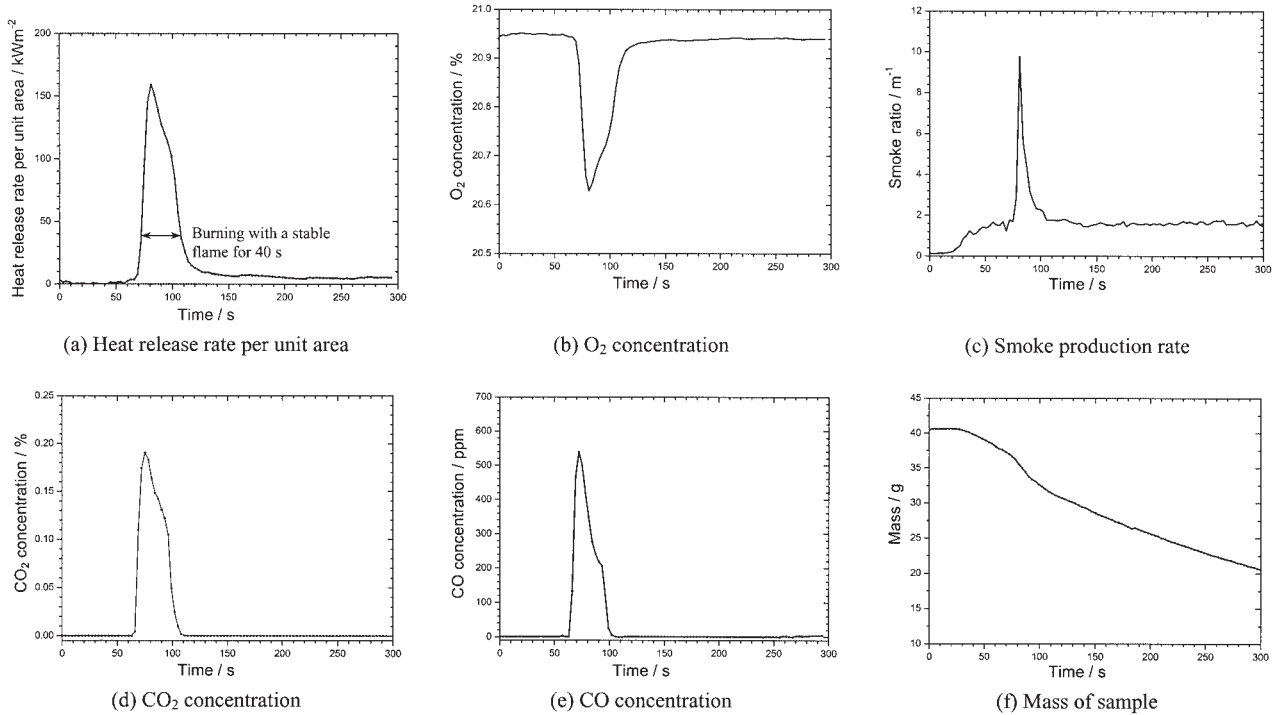 Heat release rate per unit area / kWm⁻²
200
150
100
50
0
Burning with a stable
flame for 40 s
0 50 100 150 200 250 300
Time / s
(a) Heat release rate per unit area
O₂ concentration / %
21.0
20.9
20.8
20.7
20.6
20.5
0 50 100 150 200 250 300
Time / s
(b) O₂ concentration
Smoke ratio / m⁻¹
12
10
8
6
4
2
0
0 50 100 150 200 250 300
Time / s
(c) Smoke production rate
CO₂ concentration / %
0.25
0.20
0.15
0.10
0.05
0.00
0 50 100 150 200 250 300
Time / s
(d) CO₂ concentration
CO concentration / ppm
700
600
500
400
300
200
100
0
0 50 100 150 200 250 300
Time / s
(e) CO concentration
Mass / g
45
40
35
30
25
20
15
10
0 50 100 150 200 250 300
Time / s
(f) Mass of sample